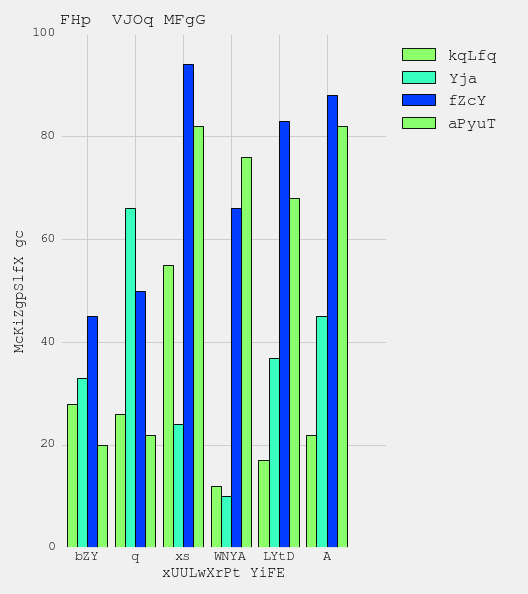 FHp  VJOq MFgG
100
80
60
40
20
0
McKiZgpSlfX gc
bZY q xs WNYA LYtD A
xUULwXrPt YiFE
kqLfq
Yja
fZcY
aPyuT